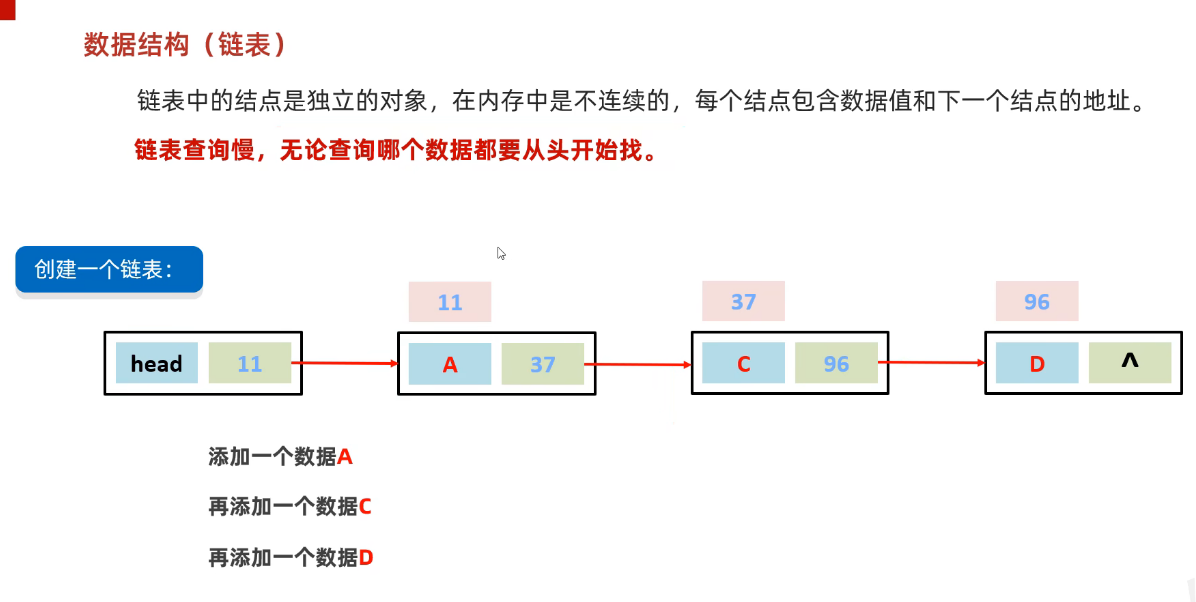 数据结构（链表）
链表中的结点是独立的对象，在内存中是不连续的，每个结点包含数据值和下一个结点的地址。
链表查询慢，无论查询哪个数据都要从头开始找。
创建一个链表：
11 37 96
head 11 A 37 C 96 D ^
添加一个数据A
再添加一个数据C
再添加一个数据D